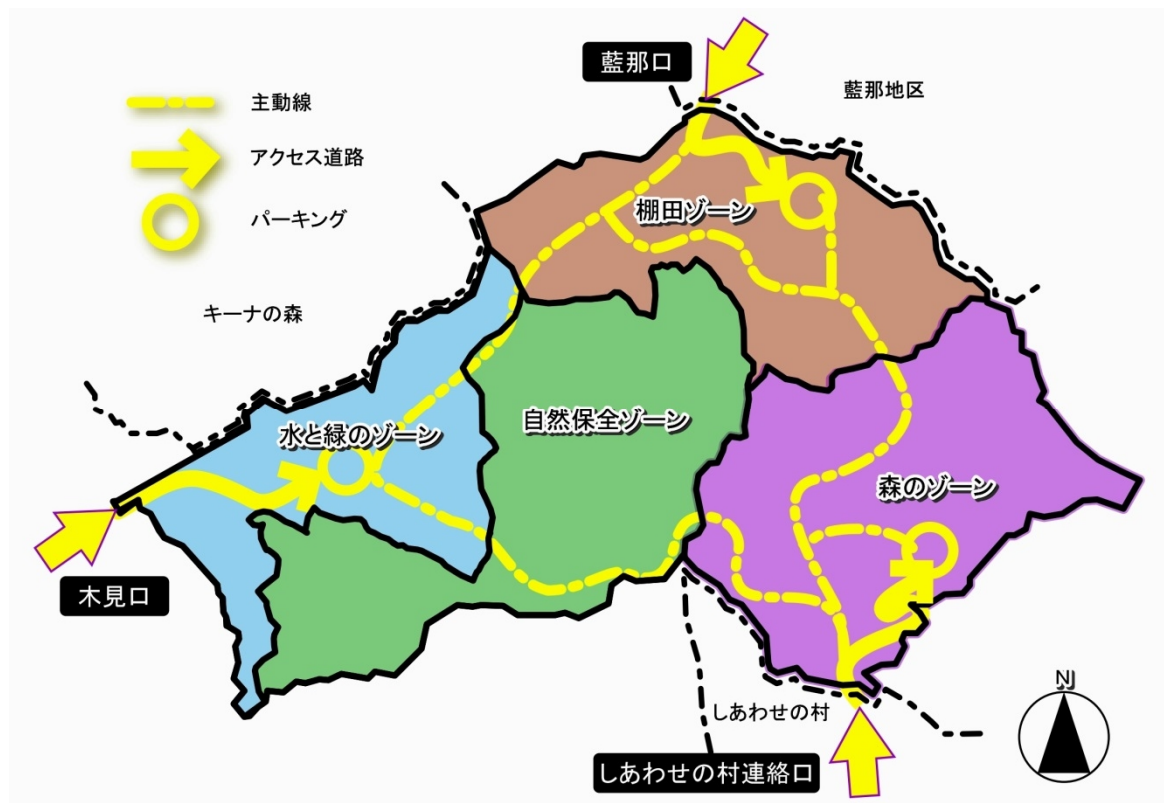 藍那口
藍那地区
主動線
アクセス道路
パーキング
棚田ゾーン
キーナの森
水と緑のゾーン
自然保全ゾーン
森のゾーン
木見口
しあわせの村
しあわせの村連絡口
N